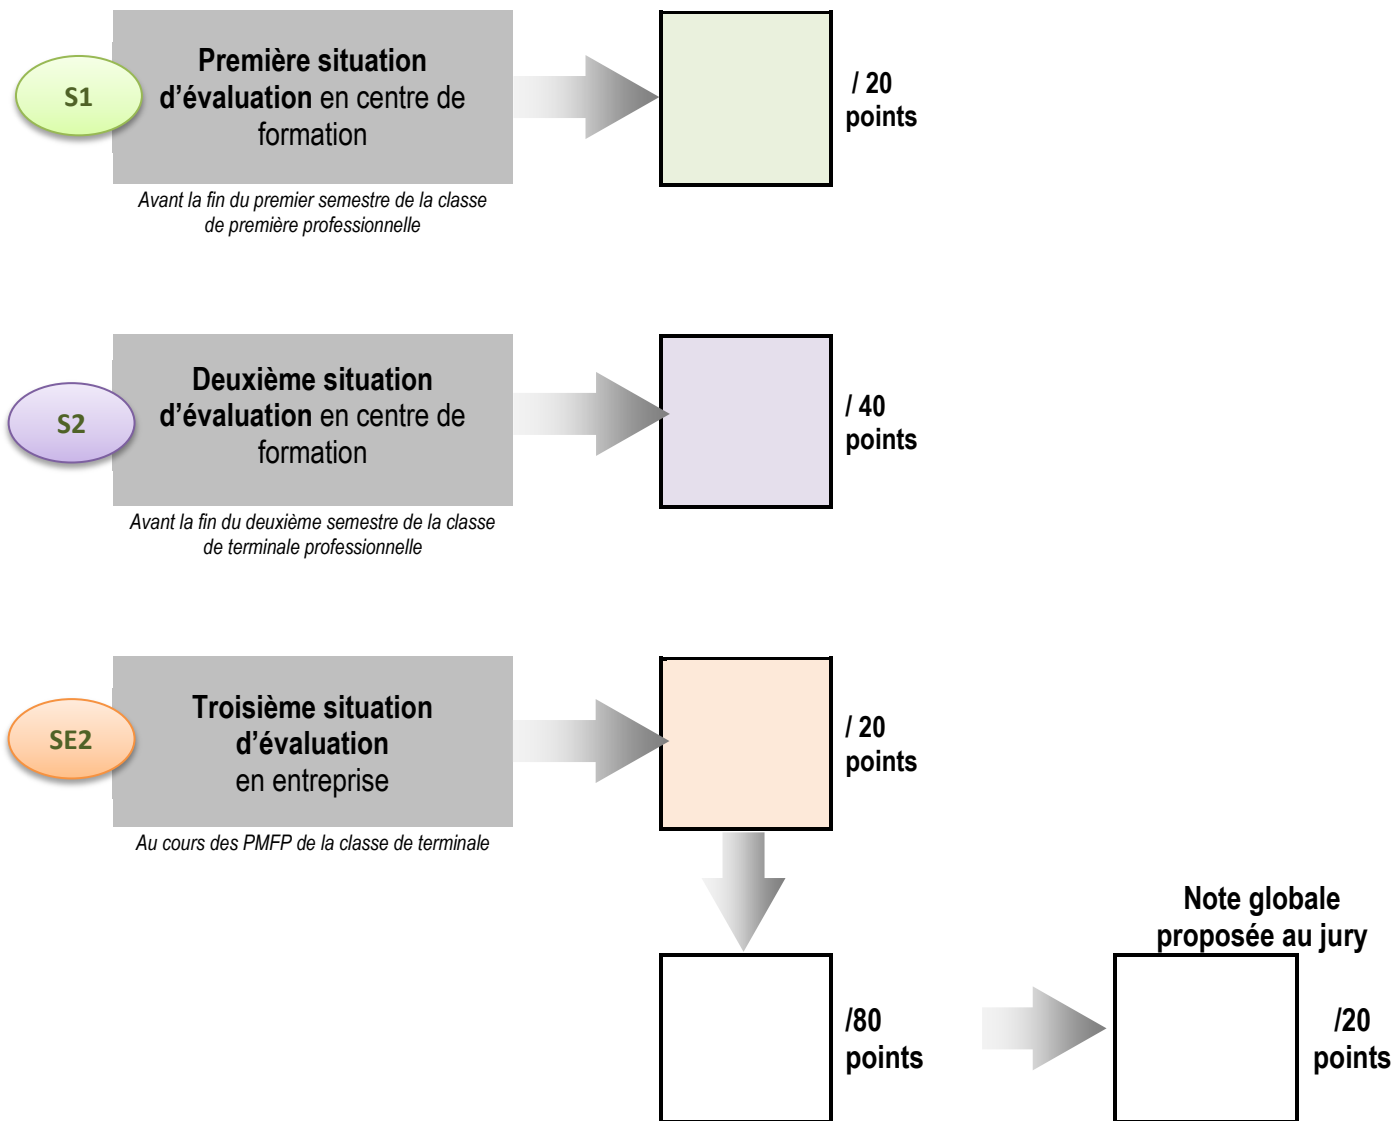 S1
Première situation
d'évaluation en centre de
formation
/ 20
points
Avant la fin du premier semestre de la classe
de première professionnelle
S2
Deuxième situation
d'évaluation en centre de
formation
/ 40
points
Avant la fin du deuxième semestre de la classe
de terminale professionnelle
SE2
Troisième situation
d'évaluation
en entreprise
/ 20
points
Au cours des PMFP de la classe de terminale
Note globale
proposée au jury
/80
points
/20
points